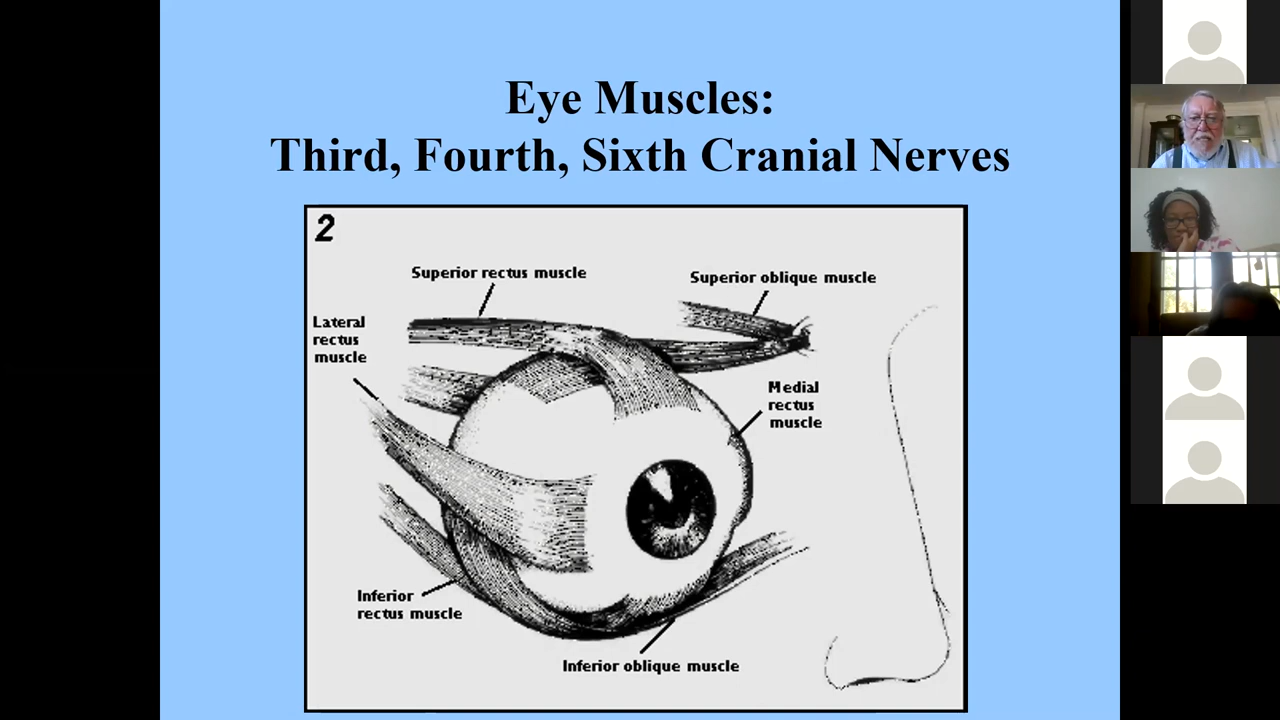 Eye Muscles:
Third, Fourth, Sixth Cranial Nerves
2
Superior rectus muscle
Superior oblique muscle
Lateral
rectus
muscle
Medial
rectus
muscle
Inferior
rectus muscle
Inferior oblique muscle